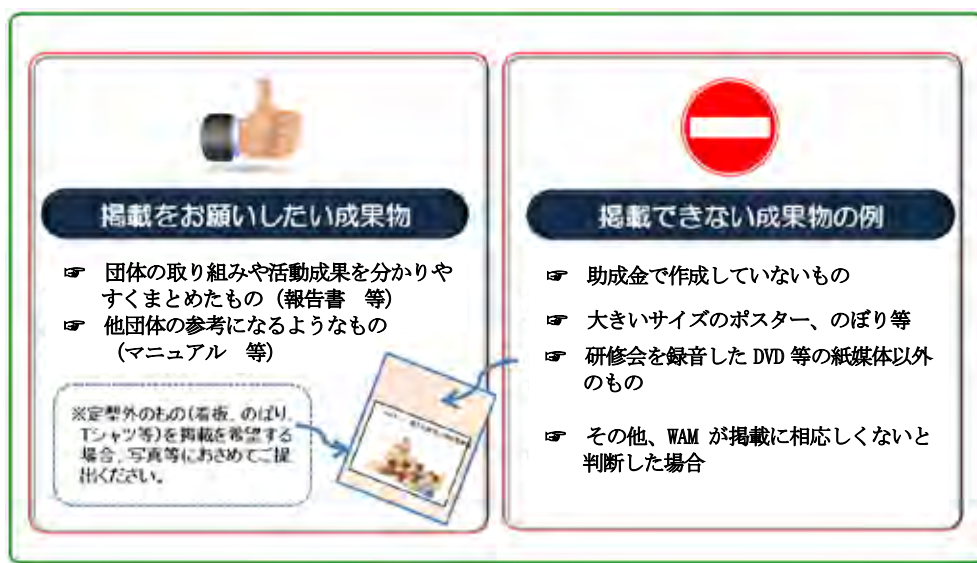 掲載をお願いしたい成果物
☞ 団体の取り組みや活動成果を分かりや
すくまとめたもの（報告書　等）
☞ 他団体の参考になるようなもの
（マニュアル　等）
※定型外のもの（看板、のぼり、
Tシャツ等）を掲載を希望する
場合、写真等におさめてご提
出ください。
掲載できない成果物の例
☞ 助成金で作成していないもの
☞ 大きいサイズのポスター、のぼり等
☞ 研修会を録音した DVD 等の紙媒体以外
のもの
☞ その他、WAM が掲載に相応しくないと
判断した場合